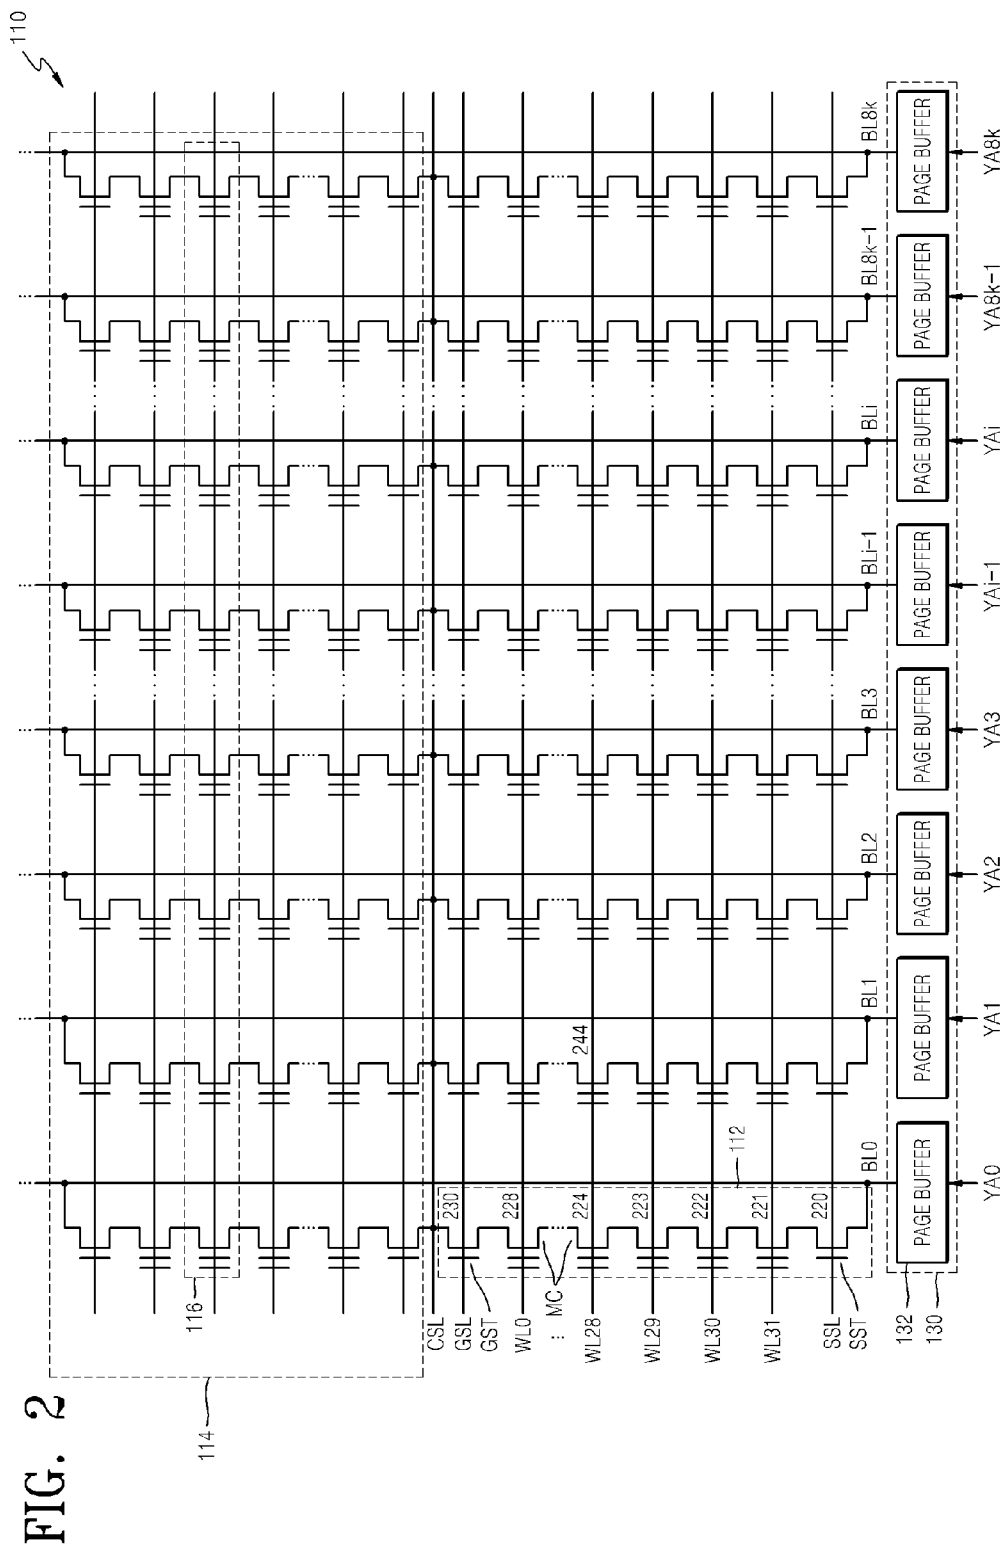 FIG. 2
110
114
116
CSL
GSL
GST
WL0
⋮ MC
WL28
WL29
WL30
WL31
SSL
SST
230
228
224
223
222
221
220
112
244
BL0
BL1
BL2
BL3
BLi-1
BLi
BL8k-1
BL8k
132
130
PAGE BUFFER
PAGE BUFFER
PAGE BUFFER
PAGE BUFFER
PAGE BUFFER
PAGE BUFFER
PAGE BUFFER
PAGE BUFFER
YA0
YA1
YA2
YA3
YAi-1
YAi
YA8k-1
YA8k